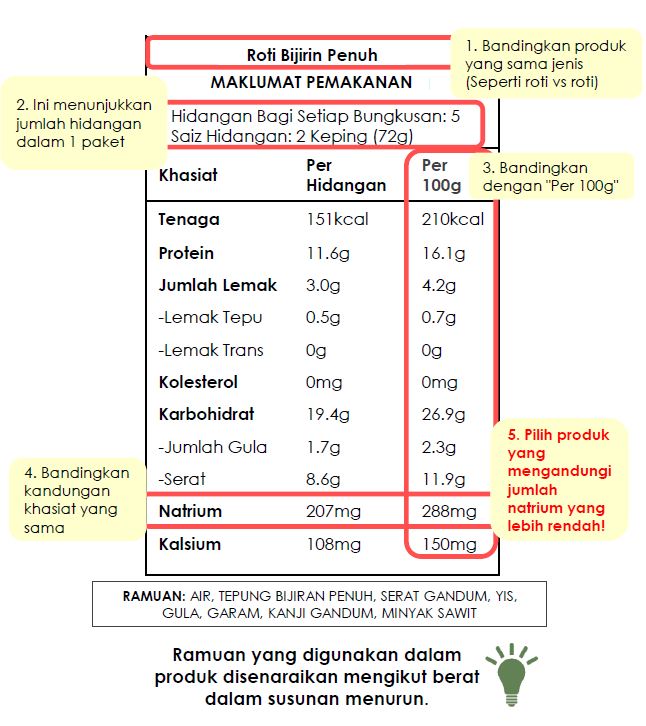 Roti Bijirin Penuh
1. Bandingkan produk
yang sama jenis
(Seperti roti vs roti)
MAKLUMAT PEMAKANAN
2. Ini menunjukkan
jumlah hidangan
dalam 1 paket
Hidangan Bagi Setiap Bungkusan: 5
Saiz Hidangan: 2 Keping (72g)
Khasiat Per Hidangan Per 100g
3. Bandingkan
dengan "Per 100g"
Tenaga 151kcal 210kcal
Protein 11.6g 16.1g
Jumlah Lemak 3.0g 4.2g
-Lemak Tepu 0.5g 0.7g
-Lemak Trans 0g 0g
Kolesterol 0mg 0mg
Karbohidrat 19.4g 26.9g
-Jumlah Gula 1.7g 2.3g
-Serat 8.6g 11.9g
Natrium 207mg 288mg
Kalsium 108mg 150mg
4. Bandingkan
kandungan
khasiat yang
sama
5. Pilih produk
yang
mengandungi
jumlah
natrium yang
lebih rendah!
RAMUAN: AIR, TEPUNG BIJIRAN PENUH, SERAT GANDUM, YIS,
GULA, GARAM, KANJI GANDUM, MINYAK SAWIT
Ramuan yang digunakan dalam
produk disenaraikan mengikut berat
dalam susunan menurun.